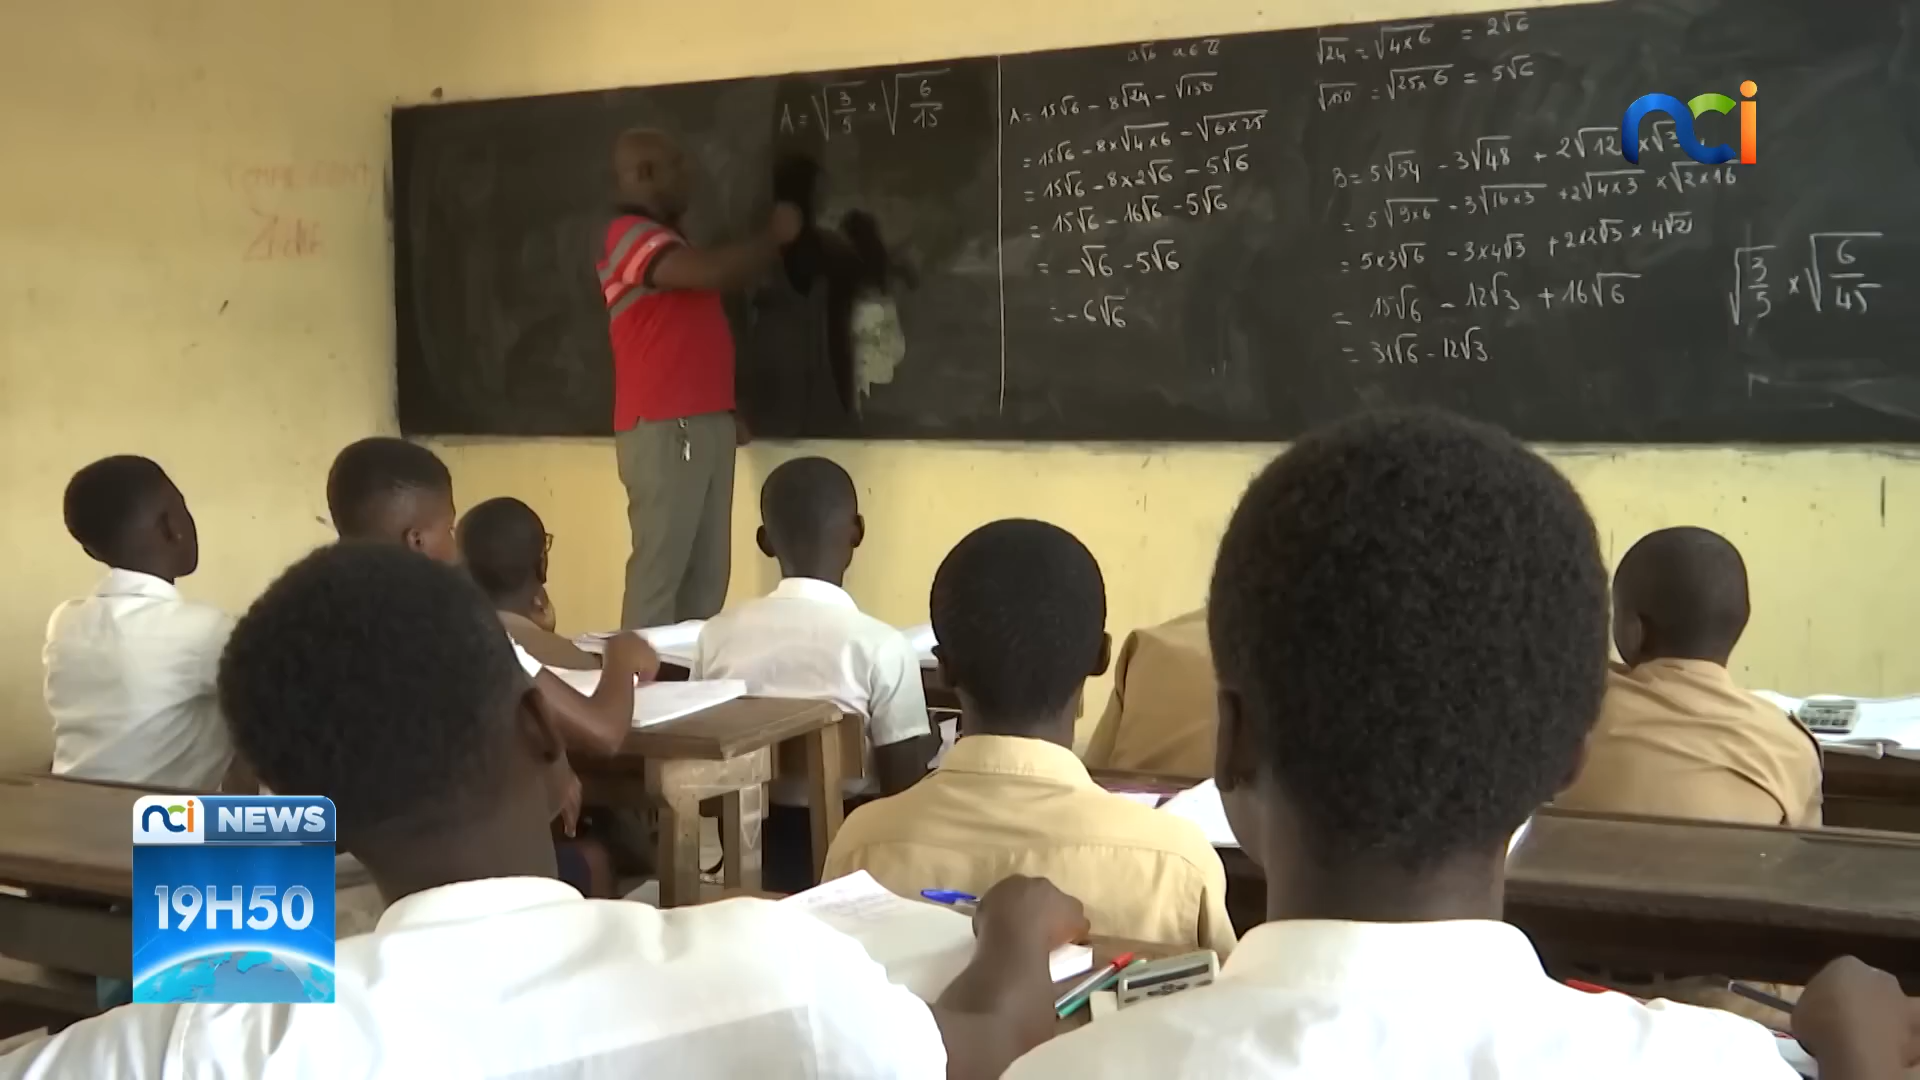 A = √3/5 × √6/15
a√b a∈ℤ
A = 15√6 - 8√24 - √150
= 15√6 - 8×√4×6 - √6×25
= 15√6 - 8×2√6 - 5√6
= 15√6 - 16√6 - 5√6
= -√6 - 5√6
= -6√6
√24 = √4×6 = 2√6
√150 = √25×6 = 5√6
B = 5√54 - 3√48 + 2√12 ×
= 5√9×6 - 3√16×3 + 2√4×3 × √2×16
= 5×3√6 - 3×4√3 + 2×2√3 × 4√2
= 15√6 - 12√3 + 16√6
= 31√6 - 12√3
√3/5 × √6/45
nci
nci NEWS
19H50